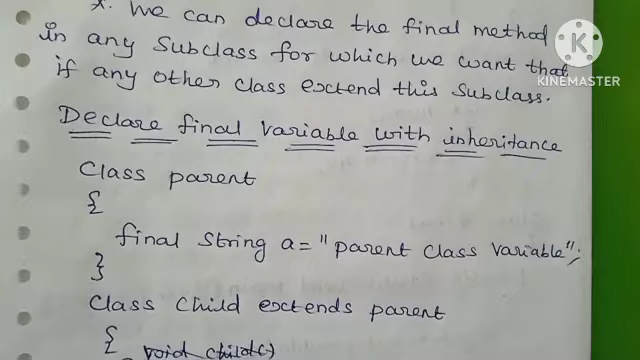 *. We can declare the final method
in any Subclass for which we want that
if any other class extend this subclass.
Declare final variable with inheritance
Class parent
{
final String a= "parent class variable";
}
Class Child extends parent
{ void child()
K
KINEMASTER